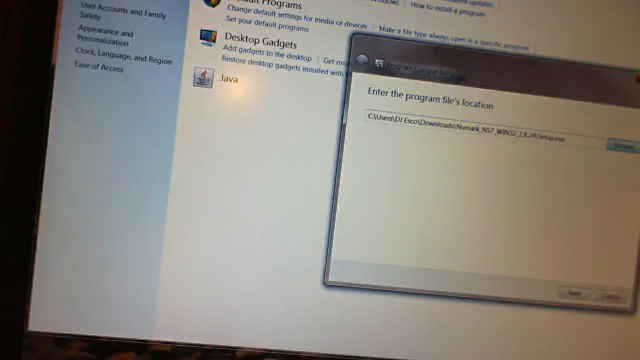 User Accounts and Family
Safety
Appearance and
Personalization
Clock, Language, and Region
Ease of Access
How to install a program
Programs
Change default settings for media or devices
Make a file type always open in a specific program
Set your default programs
Desktop Gadgets
Add gadgets to the desktop
Restore desktop gadgets installed with
Java
Program Compatibility
Enter the program file's location
C:\Users\DJ Esco\Downloads\Numark_NS7_WIN32_2.8.24\Setup.exe
Browse...
Next
Cancel